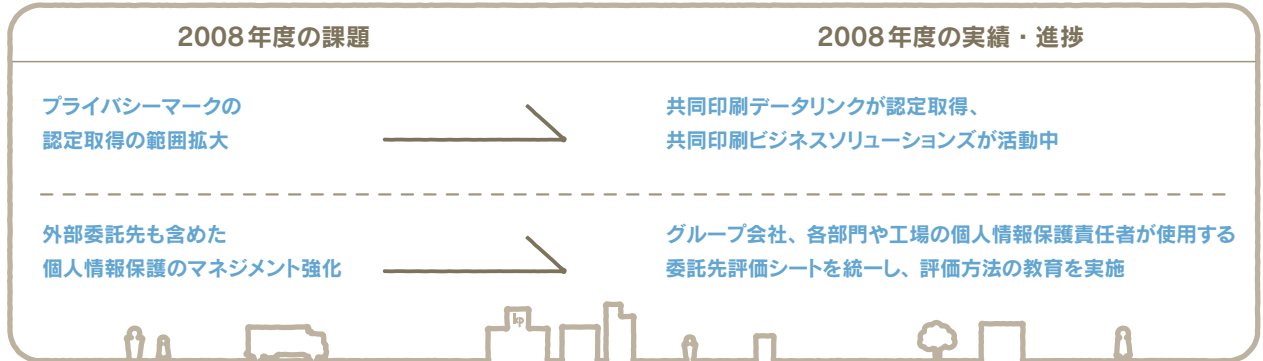 2008年度の課題
2008年度の実績・進捗
プライバシーマークの
認定取得の範囲拡大
共同印刷データリンクが認定取得、
共同印刷ビジネスソリューションズが活動中
外部委託先も含めた
個人情報保護のマネジメント強化
グループ会社、各部門や工場の個人情報保護責任者が使用する
委託先評価シートを統一し、評価方法の教育を実施
kp